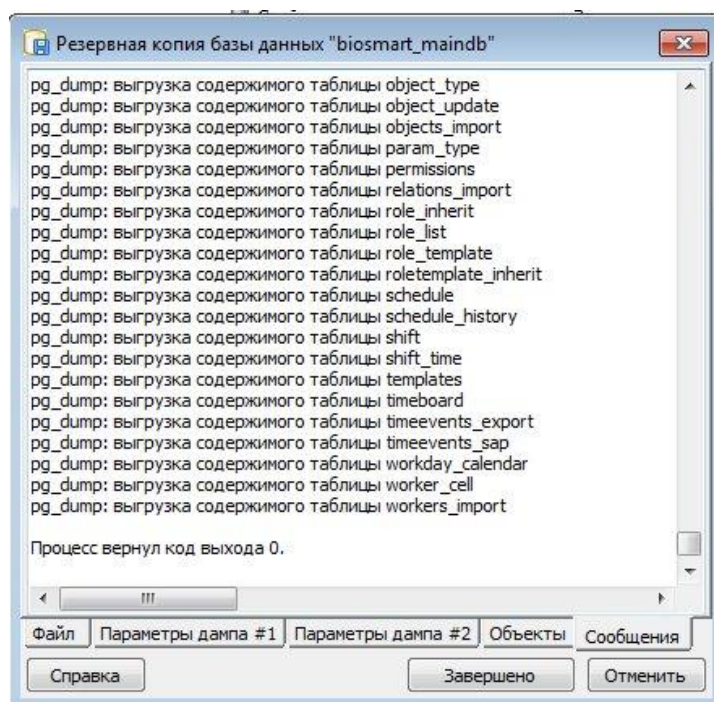 Резервная копия базы данных "biosmart_maindb"
pg_dump: выгрузка содержимого таблицы object_type
pg_dump: выгрузка содержимого таблицы object_update
pg_dump: выгрузка содержимого таблицы objects_import
pg_dump: выгрузка содержимого таблицы param_type
pg_dump: выгрузка содержимого таблицы permissions
pg_dump: выгрузка содержимого таблицы relations_import
pg_dump: выгрузка содержимого таблицы role_inherit
pg_dump: выгрузка содержимого таблицы role_list
pg_dump: выгрузка содержимого таблицы role_template
pg_dump: выгрузка содержимого таблицы roletemplate_inherit
pg_dump: выгрузка содержимого таблицы schedule
pg_dump: выгрузка содержимого таблицы schedule_history
pg_dump: выгрузка содержимого таблицы shift
pg_dump: выгрузка содержимого таблицы shift_time
pg_dump: выгрузка содержимого таблицы templates
pg_dump: выгрузка содержимого таблицы timeboard
pg_dump: выгрузка содержимого таблицы timeevents_export
pg_dump: выгрузка содержимого таблицы timeevents_sap
pg_dump: выгрузка содержимого таблицы workday_calendar
pg_dump: выгрузка содержимого таблицы worker_cell
pg_dump: выгрузка содержимого таблицы workers_import
Процесс вернул код выхода 0.
Файл Параметры дампа #1 Параметры дампа #2 Объекты Сообщения
Справка Завершено Отменить